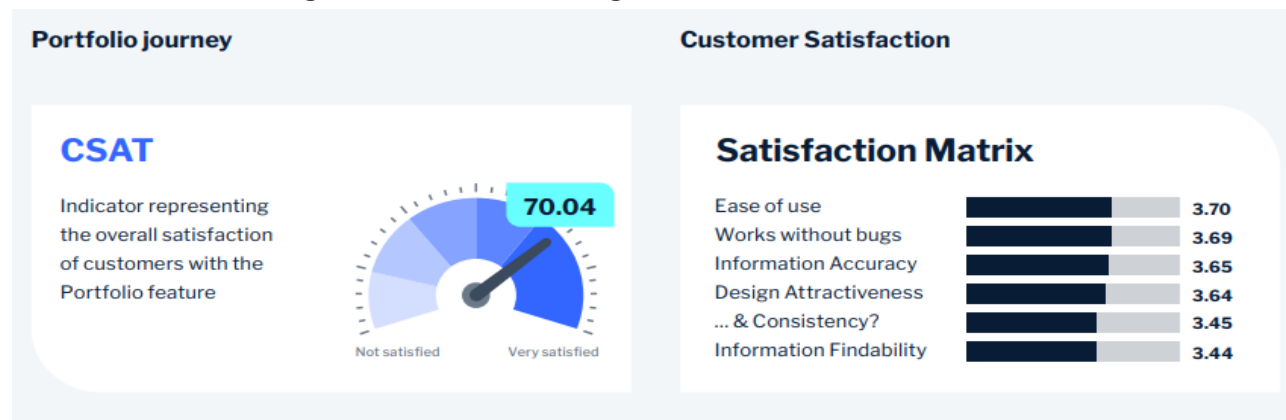 Portfolio journey
Customer Satisfaction
CSAT
Indicator representing
the overall satisfaction
of customers with the
Portfolio feature
70.04
Not satisfied
Very satisfied
Satisfaction Matrix
Ease of use 3.70
Works without bugs 3.69
Information Accuracy 3.65
Design Attractiveness 3.64
... & Consistency? 3.45
Information Findability 3.44